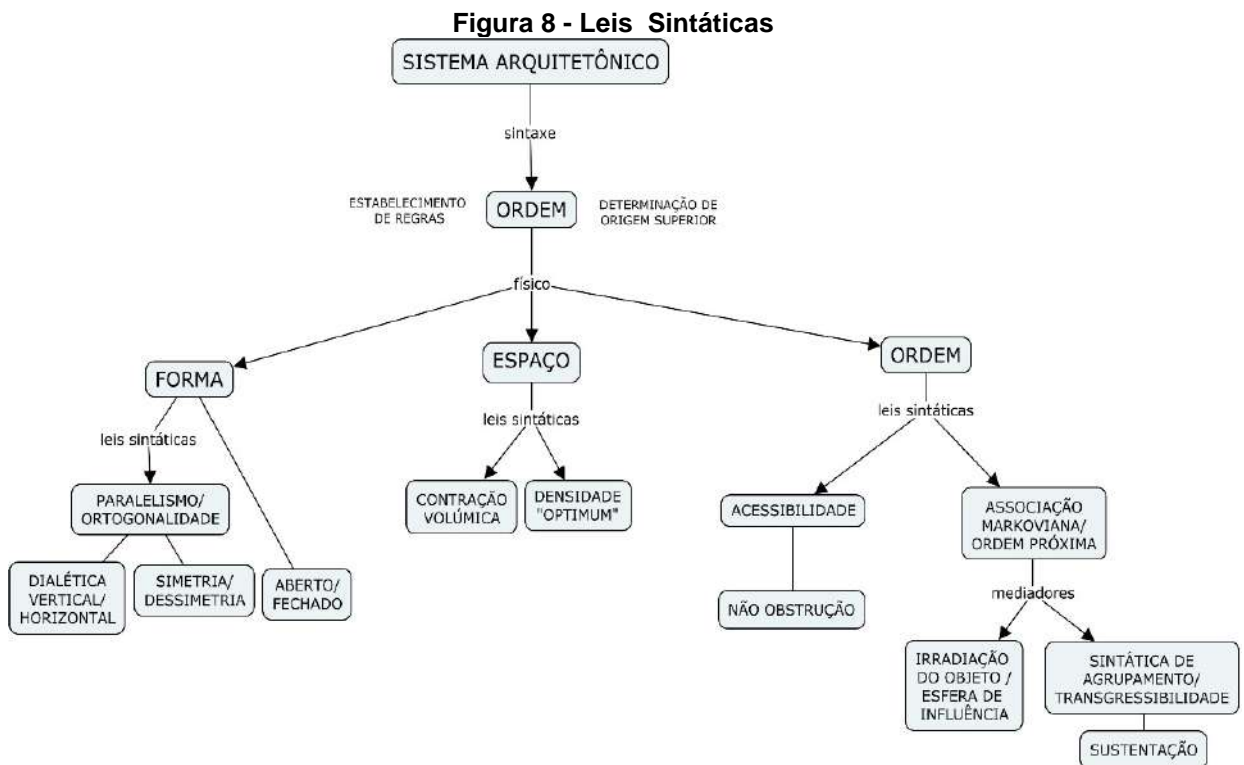 Figura 8 - Leis Sintáticas
SISTEMA ARQUITETÔNICO
sintaxe
ESTABELECIMENTO
DE REGRAS
ORDEM
DETERMINAÇÃO DE
ORIGEM SUPERIOR
físico
FORMA
ESPAÇO
ORDEM
leis sintáticas
leis sintáticas
leis sintáticas
PARALELISMO/
ORTOGONALIDADE
CONTRAÇÃO
VOLÚMICA
DENSIDADE
"OPTIMUM"
ACESSIBILIDADE
ASSOCIAÇÃO
MARKOVIANA/
ORDEM PRÓXIMA
DIALÉTICA
VERTICAL/
HORIZONTAL
SIMETRIA/
DESSIMETRIA
ABERTO/
FECHADO
NÃO OBSTRUÇÃO
mediadores
IRRADIAÇÃO
DO OBJETO /
ESFERA DE
INFLUÊNCIA
SINTÁTICA DE
AGRUPAMENTO/
TRANSGRESSIBILIDADE
SUSTENTAÇÃO